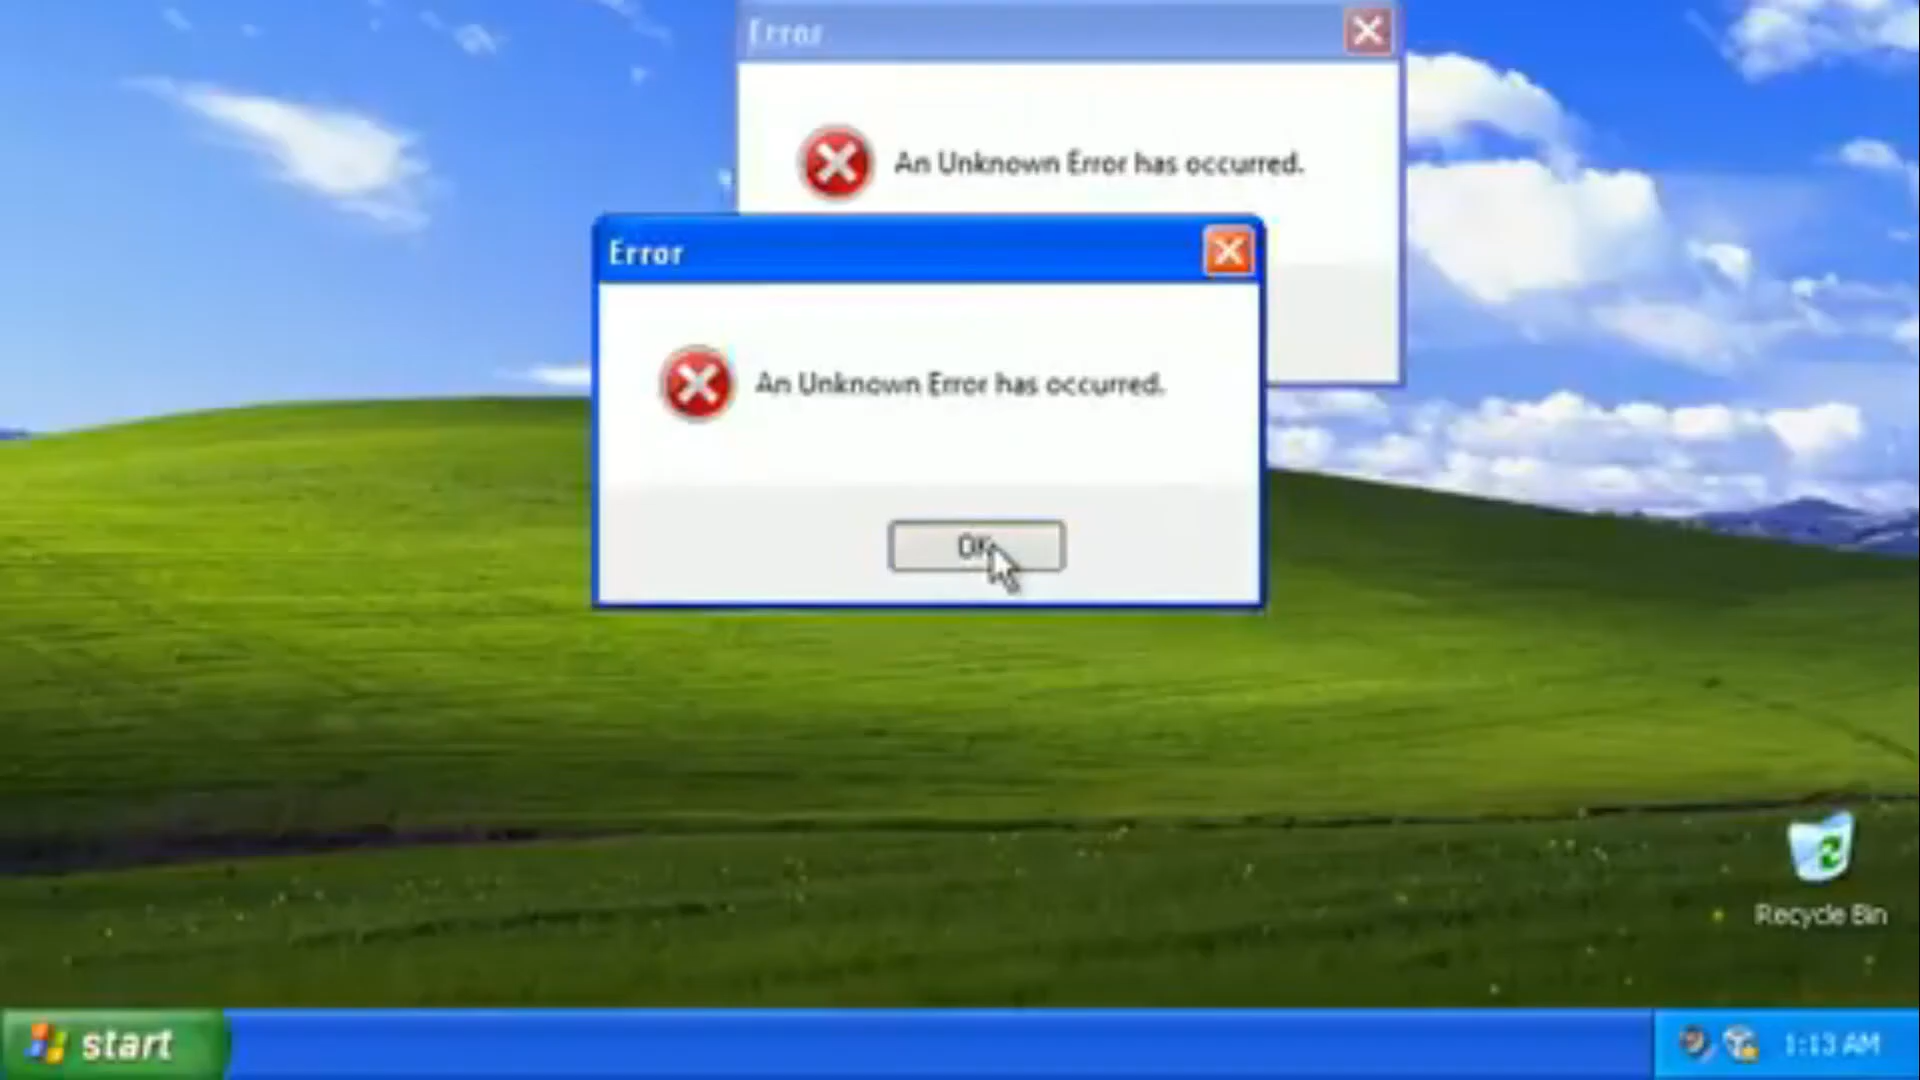 Error
An Unknown Error has occurred.
Error
An Unknown Error has occurred.
OK
Recycle Bin
start
1:13 AM